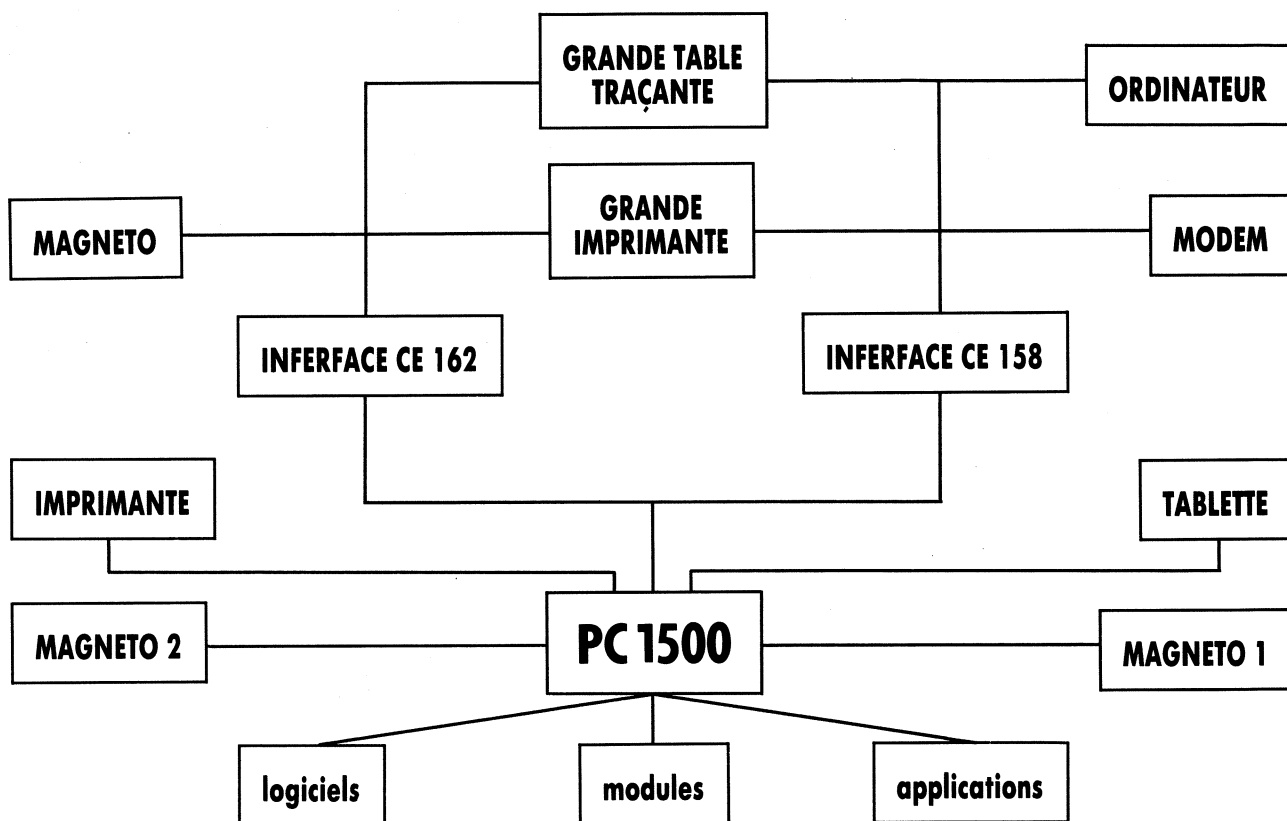 GRANDE TABLE
TRAÇANTE
ORDINATEUR
MAGNETO
GRANDE
IMPRIMANTE
MODEM
INFERFACE CE 162
INFERFACE CE 158
IMPRIMANTE
TABLETTE
MAGNETO 2
PC 1500
MAGNETO 1
logiciels
modules
applications